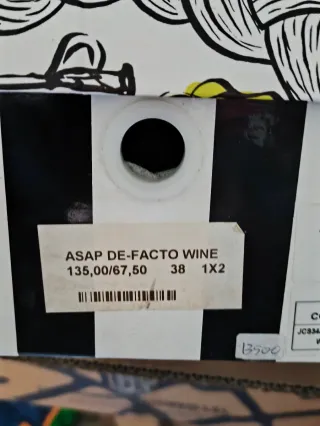 ASAP DE-FACTO WINE
135,00/67,50 38 1X2
13500